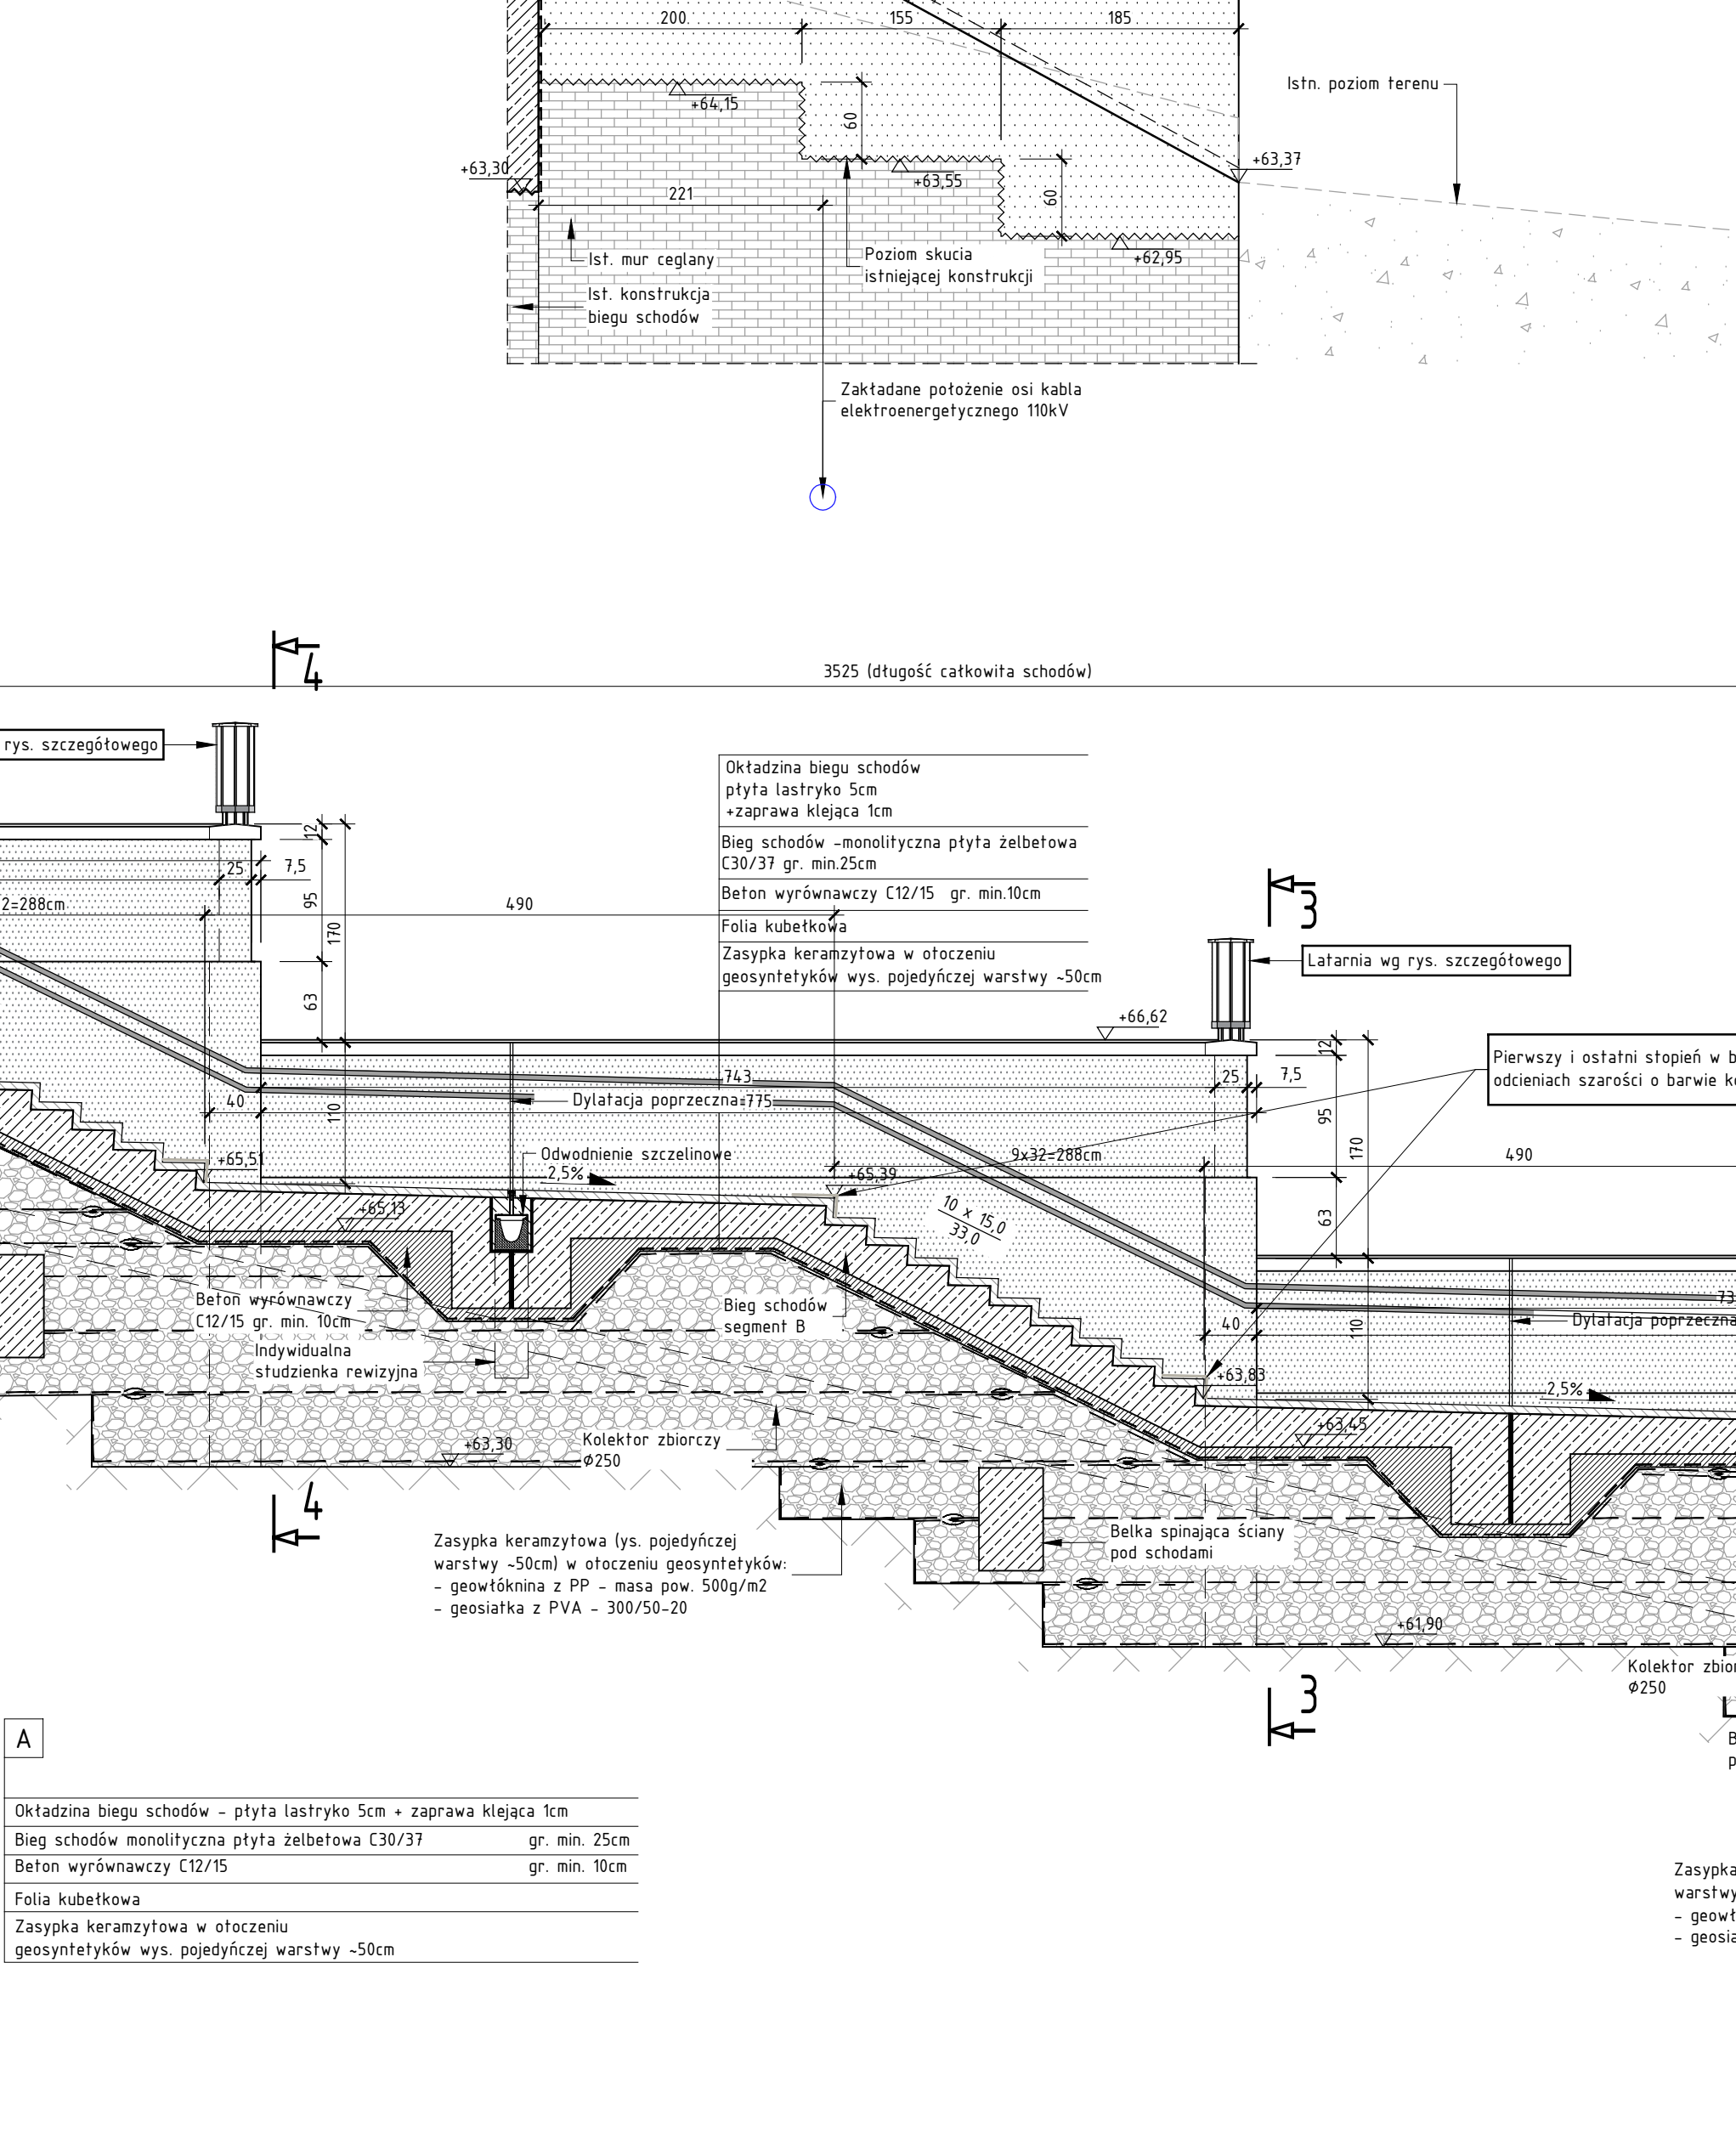 200
155
185
Istn. poziom terenu
+64,15
60
+63,30
+63,37
+63,55
221
60
Ist. mur ceglany
Poziom skucia
istniejącej konstrukcji
+62,95
Ist. konstrukcja
biegu schodów
Zakładane położenie osi kabla
elektroenergetycznego 110kV
4
3525 (długość całkowita schodów)
rys. szczegółowego
Okładzina biegu schodów
płyta lastryko 5cm
+zaprawa klejąca 1cm
Bieg schodów -monolityczna płyta żelbetowa
C30/37 gr. min.25cm
Beton wyrównawczy C12/15 gr. min.10cm
Folia kubełkowa
Zasypka keramzytowa w otoczeniu
geosyntetyków wys. pojedyńczej warstwy ~50cm
12
25
7,5
95
170
2=288cm
490
63
3
Latarnia wg rys. szczegółowego
+66,62
12
Pierwszy i ostatni stopień w b
odcieniach szarości o barwie k
743
25
7,5
40
110
Dylatacja poprzeczna
775
95
170
Odwodnienie szczelinowe
2,5%
+65,51
9x32=288cm
490
+65,39
10 x 15,0
33,0
+65,13
63
Beton wyrównawczy
C12/15 gr. min. 10cm
Bieg schodów
segment B
73
40
110
Dylatacja poprzeczna
Indywidualna
studzienka rewizyjna
+63,83
2,5%
+63,45
Kolektor zbiorczy
Ø250
+63,30
4
Zasypka keramzytowa (ys. pojedyńczej
warstwy ~50cm) w otoczeniu geosyntetyków:
- geowłóknina z PP - masa pow. 500g/m2
- geosiatka z PVA - 300/50-20
Belka spinająca ściany
pod schodami
+61,90
Kolektor zbior
Ø250
3
B
p
A
Okładzina biegu schodów - płyta lastryko 5cm + zaprawa klejąca 1cm
Bieg schodów monolityczna płyta żelbetowa C30/37 gr. min. 25cm
Beton wyrównawczy C12/15 gr. min. 10cm
Folia kubełkowa
Zasypka keramzytowa w otoczeniu
geosyntetyków wys. pojedyńczej warstwy ~50cm
Zasypka
warstwy
- geowł
- geosia